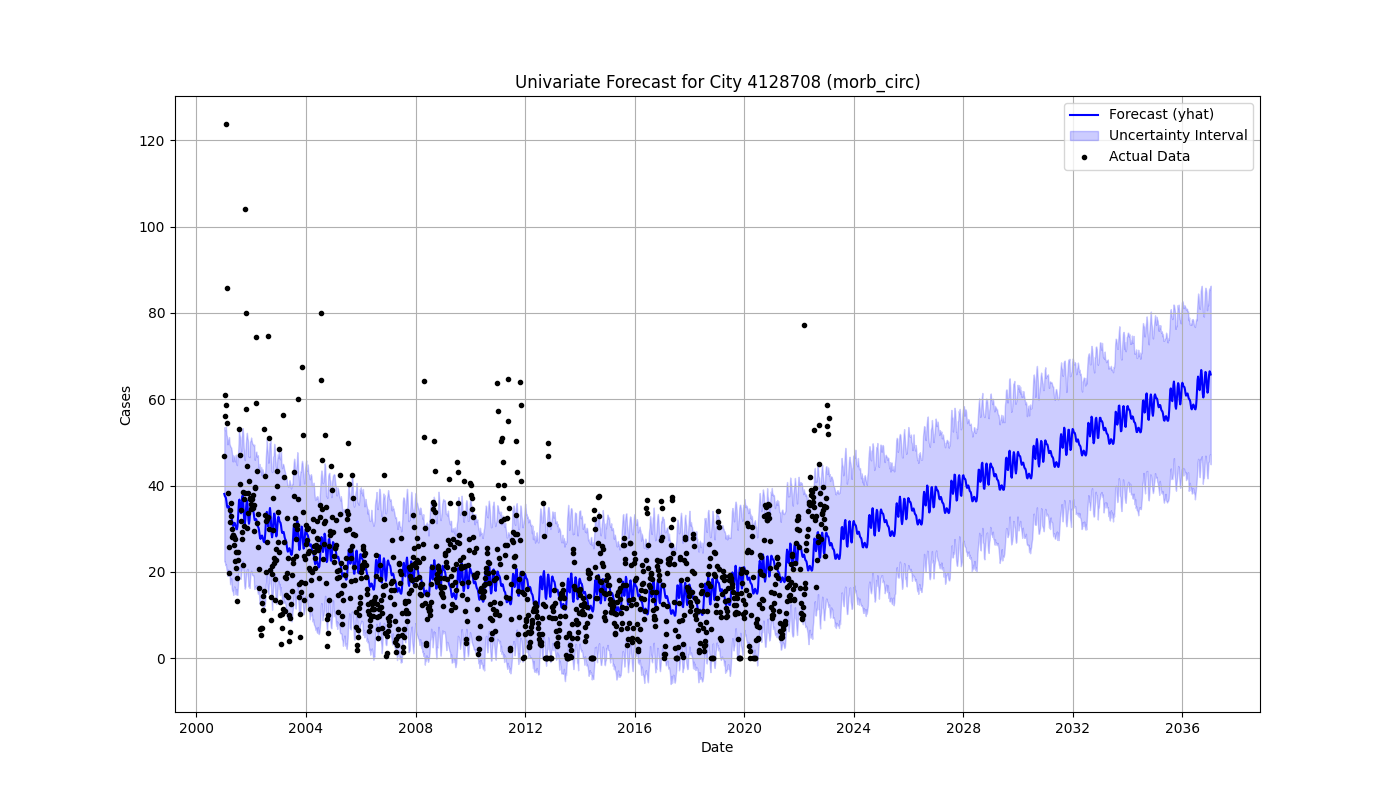 Univariate Forecast for City 4128708 (morb_circ)
Forecast (yhat)
Uncertainty Interval
Actual Data
120
100
80
60
40
20
0
Cases
2000 2004 2008 2012 2016 2020 2024 2028 2032 2036
Date